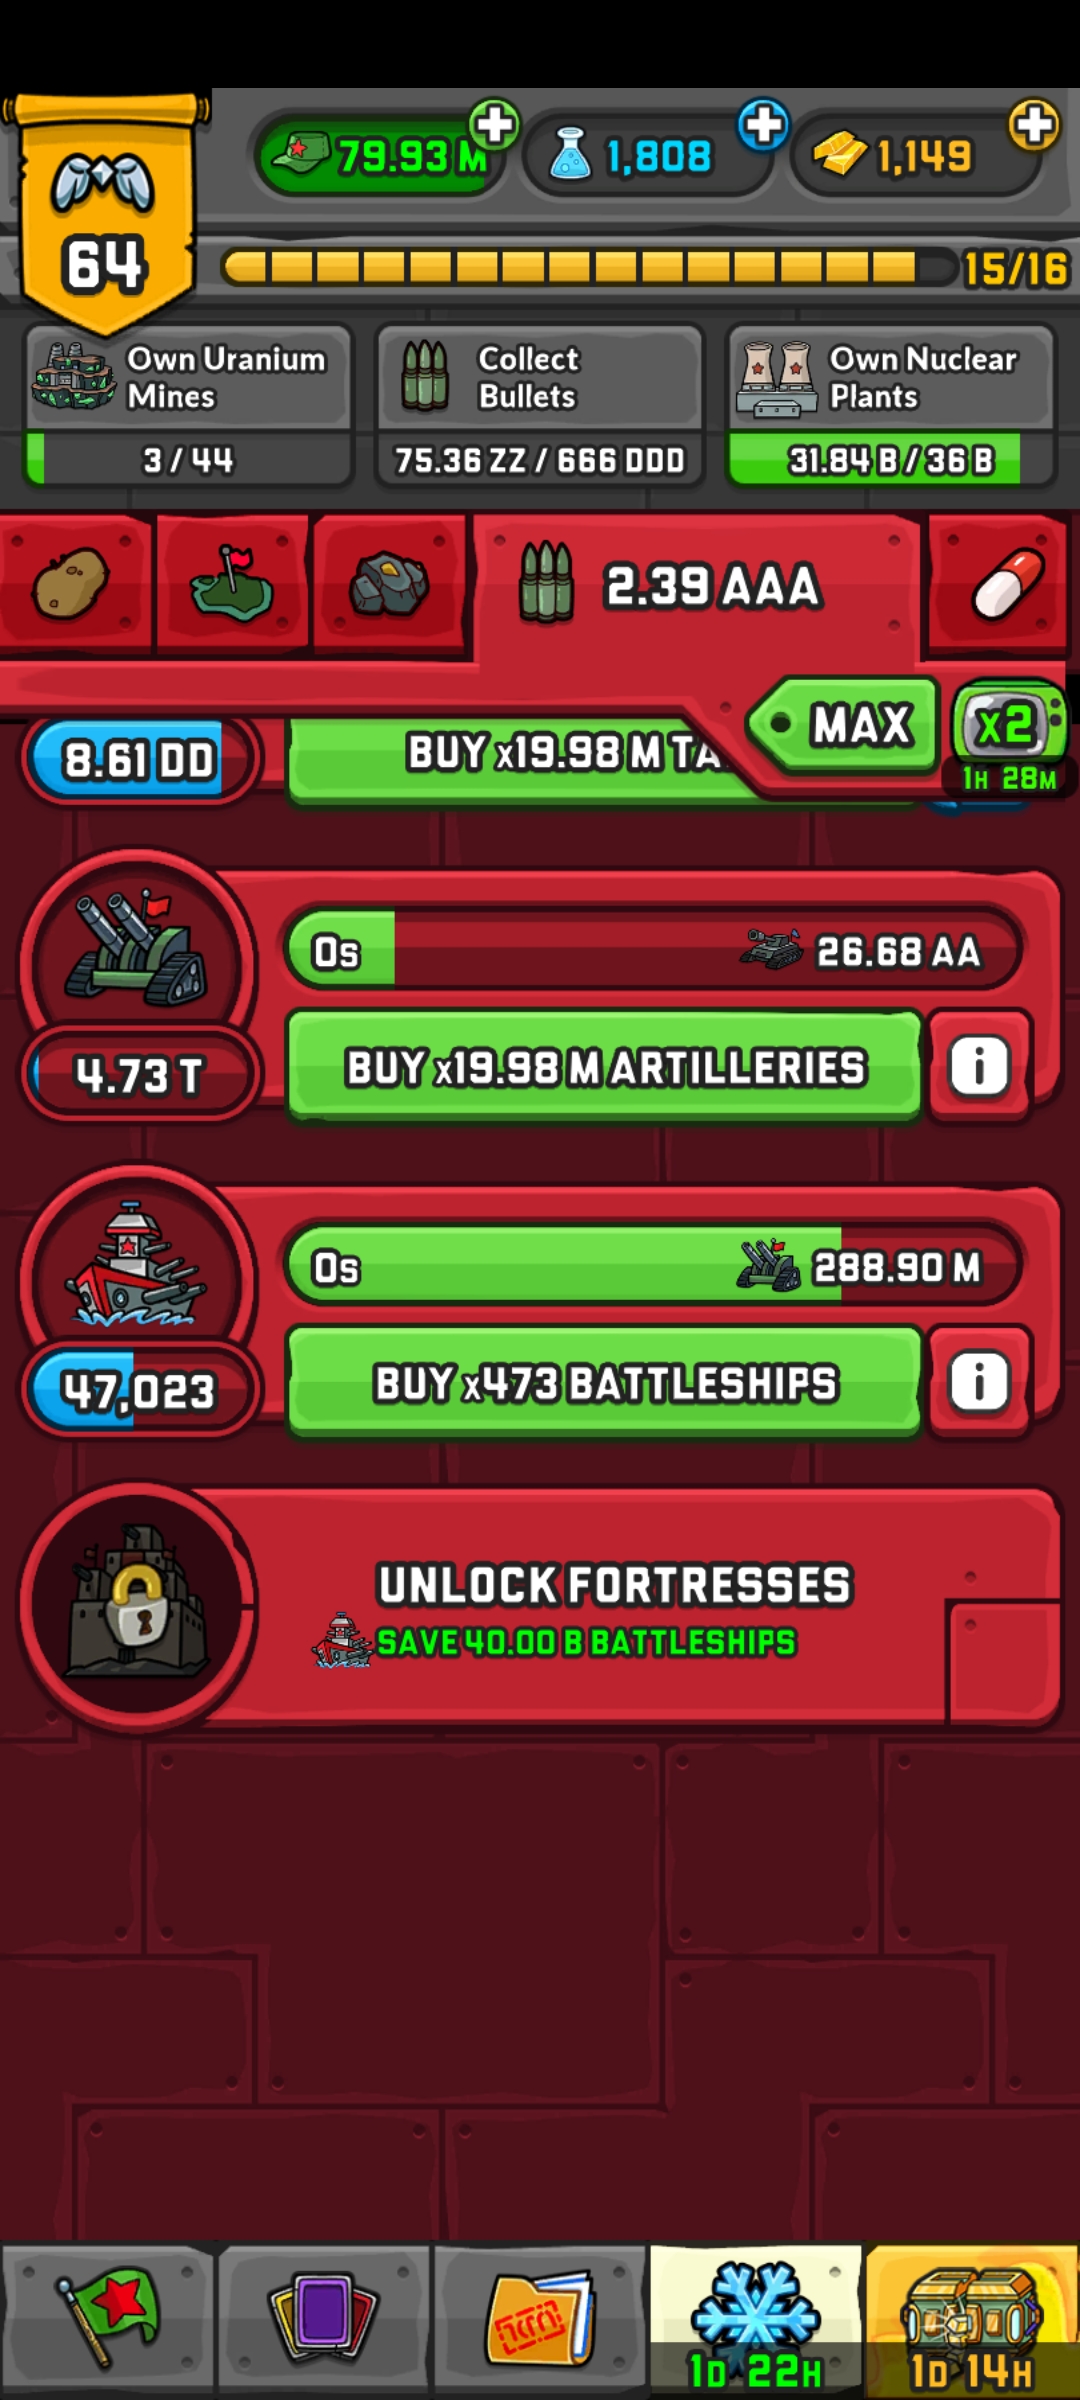 79.93 M
1,808
1,149
64
15/16
Own Uranium
Mines
Collect
Bullets
Own Nuclear
Plants
3 / 44
75.36 ZZ / 666 DDD
31.84 B / 36 B
2.39 AAA
MAX
X2
1H 28M
8.61 DD
BUY x19.98 M TA
0s
26.68 AA
4.73 T
BUY x19.98 M ARTILLERIES
i
0s
288.90 M
47,023
BUY x473 BATTLESHIPS
i
UNLOCK FORTRESSES
SAVE 40.00 B BATTLESHIPS
1D 22H
1D 14H